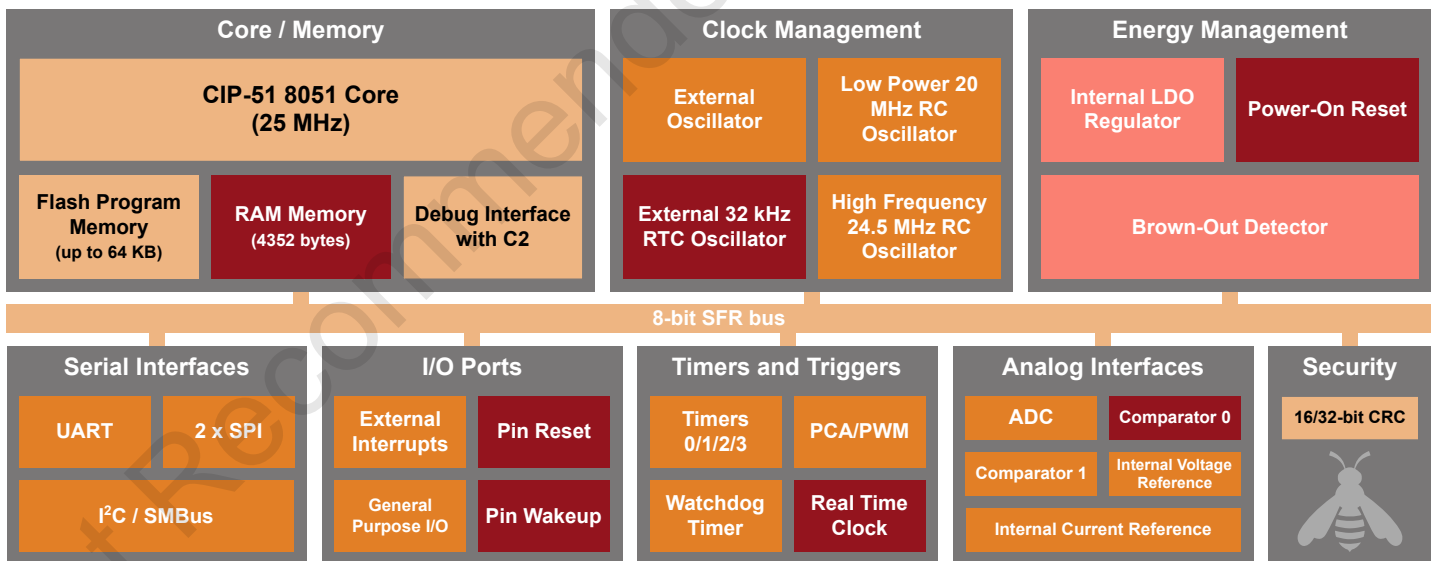 Core / Memory
CIP-51 8051 Core
(25 MHz)
Flash Program
Memory
(up to 64 KB)
RAM Memory
(4352 bytes)
Debug Interface
with C2
Clock Management
External
Oscillator
Low Power 20
MHz RC
Oscillator
External 32 kHz
RTC Oscillator
High Frequency
24.5 MHz RC
Oscillator
Energy Management
Internal LDO
Regulator
Power-On Reset
Brown-Out Detector
8-bit SFR bus
Serial Interfaces
UART
2 x SPI
I²C / SMBus
I/O Ports
External
Interrupts
Pin Reset
General
Purpose I/O
Pin Wakeup
Timers and Triggers
Timers
0/1/2/3
PCA/PWM
Watchdog
Timer
Real Time
Clock
Analog Interfaces
ADC
Comparator 0
Comparator 1
Internal Voltage
Reference
Internal Current Reference
Security
16/32-bit CRC